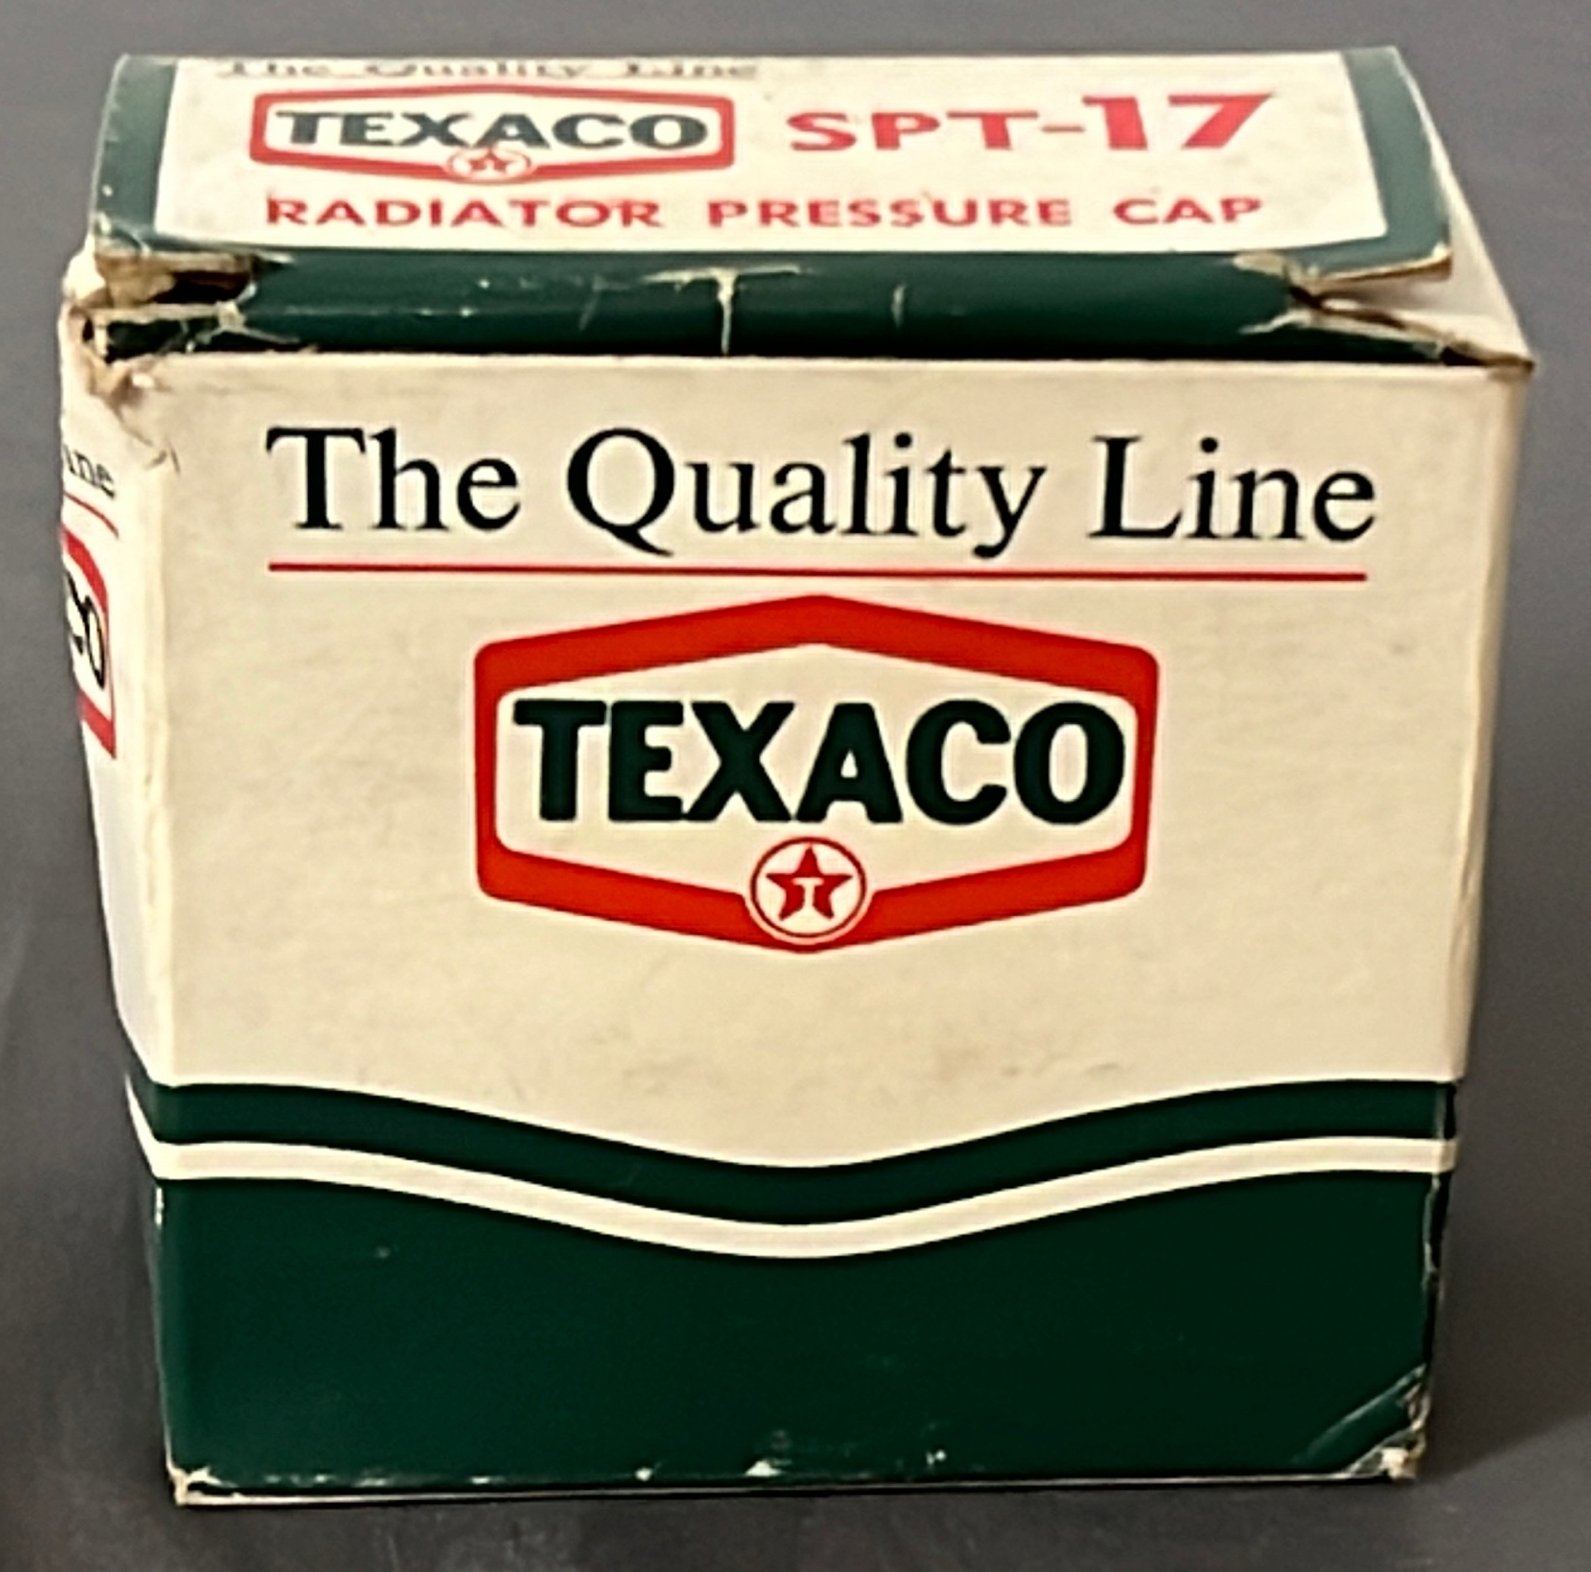 The Quality Line
TEXACO SPT-17
T
RADIATOR PRESSURE CAP
The Quality Line
TEXACO
T